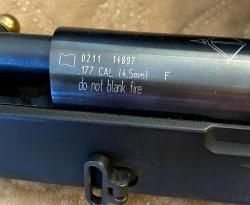 0211 14897
.177 CAL (4.5mm) F
do not blank fire